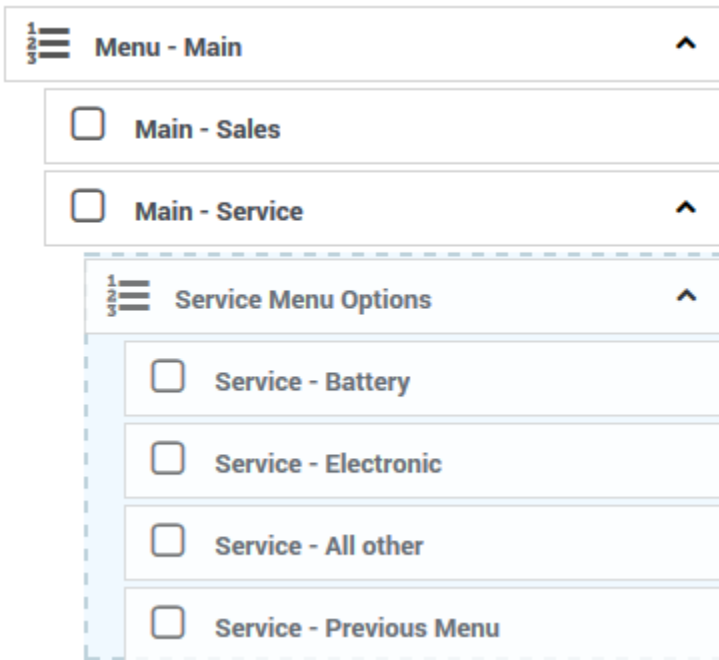 Menu - Main
Main - Sales
Main - Service
Service Menu Options
Service - Battery
Service - Electronic
Service - All other
Service - Previous Menu